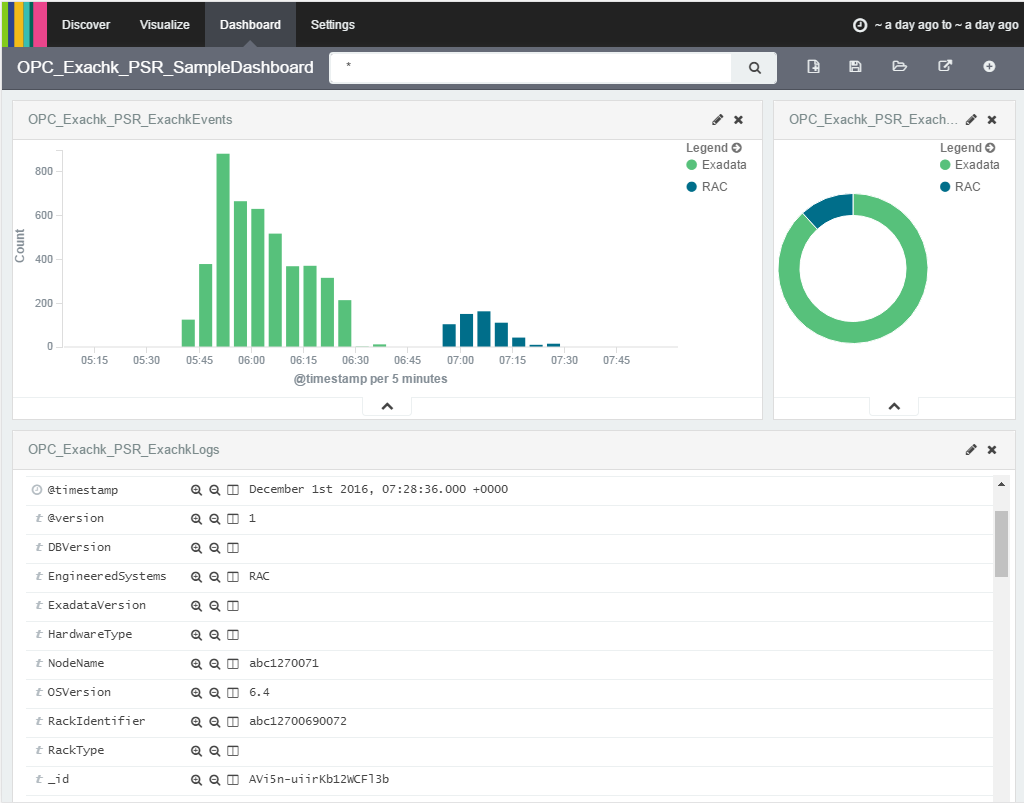 Discover Visualize Dashboard Settings ~ a day ago to ~ a day ago
OPC_Exachk_PSR_SampleDashboard *
OPC_Exachk_PSR_ExachkEvents
Legend
Exadata
RAC
Count
800
600
400
200
0
05:15 05:30 05:45 06:00 06:15 06:30 06:45 07:00 07:15 07:30 07:45
@timestamp per 5 minutes
OPC_Exachk_PSR_Exach...
Legend
Exadata
RAC
OPC_Exachk_PSR_ExachkLogs
@timestamp December 1st 2016, 07:28:36.000 +0000
t @version 1
t DBVersion
t EngineeredSystems RAC
t ExadataVersion
t HardwareType
t NodeName abc1270071
t OSVersion 6.4
t RackIdentifier abc12700690072
t RackType
t _id AVi5n-uiirKb12WCFl3b